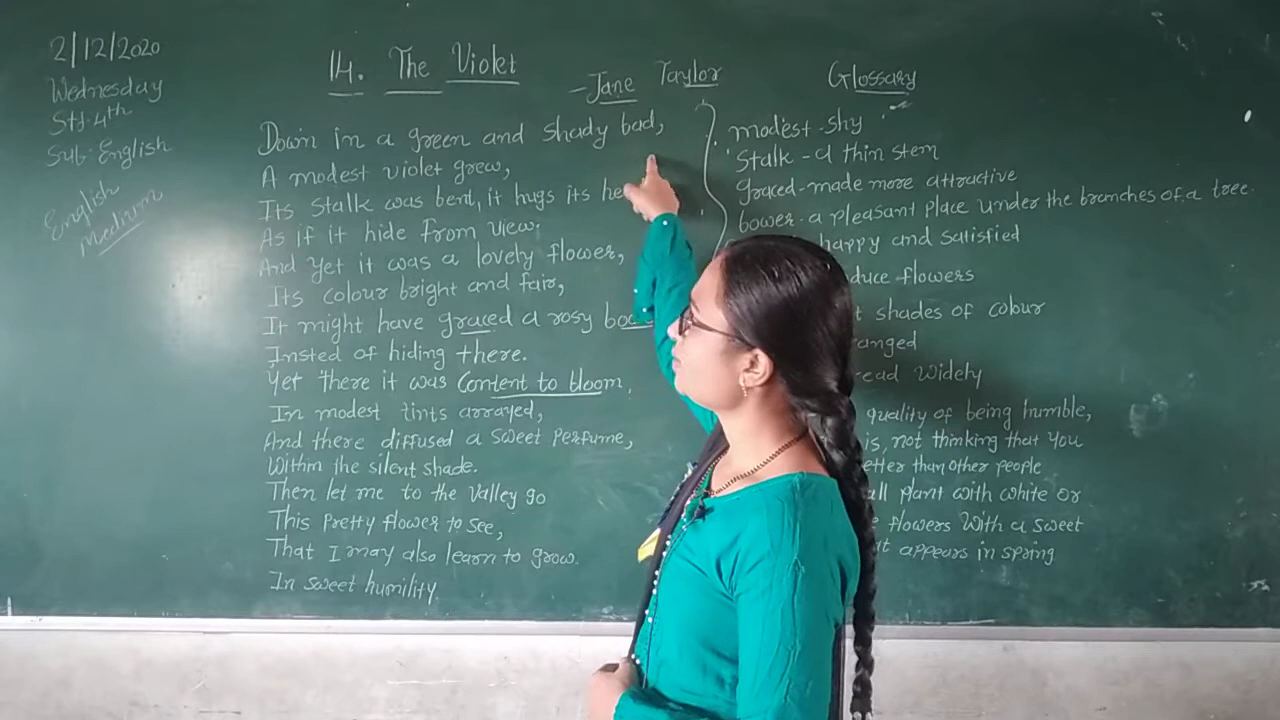 2/12/2020
Wednesday
Std. 4th
Sub: English
English
Medium
14. The Violet
- Jane Taylor
Down in a green and shady bad,
A modest violet grew,
Its stalk was bent, it hugs its
As if it hide from view.
And yet it was a lovely flower,
Its colour bright and fair,
It might have graced a rosy
Insted of hiding there.
Yet there it was content to bloom.
In modest tints arrayed,
And there diffused a sweet perfume,
Within the silent shade.
Then let me to the valley go
This pretty flower to see,
That I may also learn to grow.
In sweet humility.
Glossary
modest - shy
Stalk - a thin stem
graced - made more attractive
bower - a pleasant place under the branches of a tree.
happy and satisfied
duce flowers
t shades of colour
anged
ead widely
quality of being humble,
is, not thinking that you
etter than other people
all plant with white or
flowers with a sweet
at appears in spring